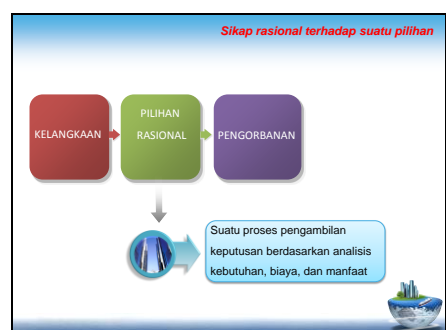 Sikap rasional terhadap suatu pilihan
KELANGKAAN
PILIHAN
RASIONAL
PENGORBANAN
Suatu proses pengambilan
keputusan berdasarkan analisis
kebutuhan, biaya, dan manfaat